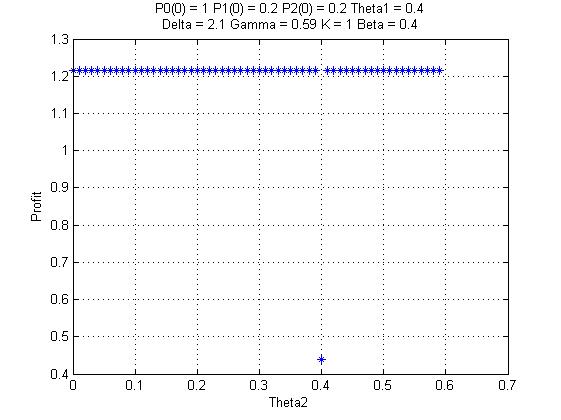 P0(0) = 1 P1(0) = 0.2 P2(0) = 0.2 Theta1 = 0.4
Delta = 2.1 Gamma = 0.59 K = 1 Beta = 0.4
1.3
1.2
1.1
1
0.9
0.8
0.7
0.6
0.5
0.4
Profit
0 0.1 0.2 0.3 0.4 0.5 0.6 0.7
Theta2